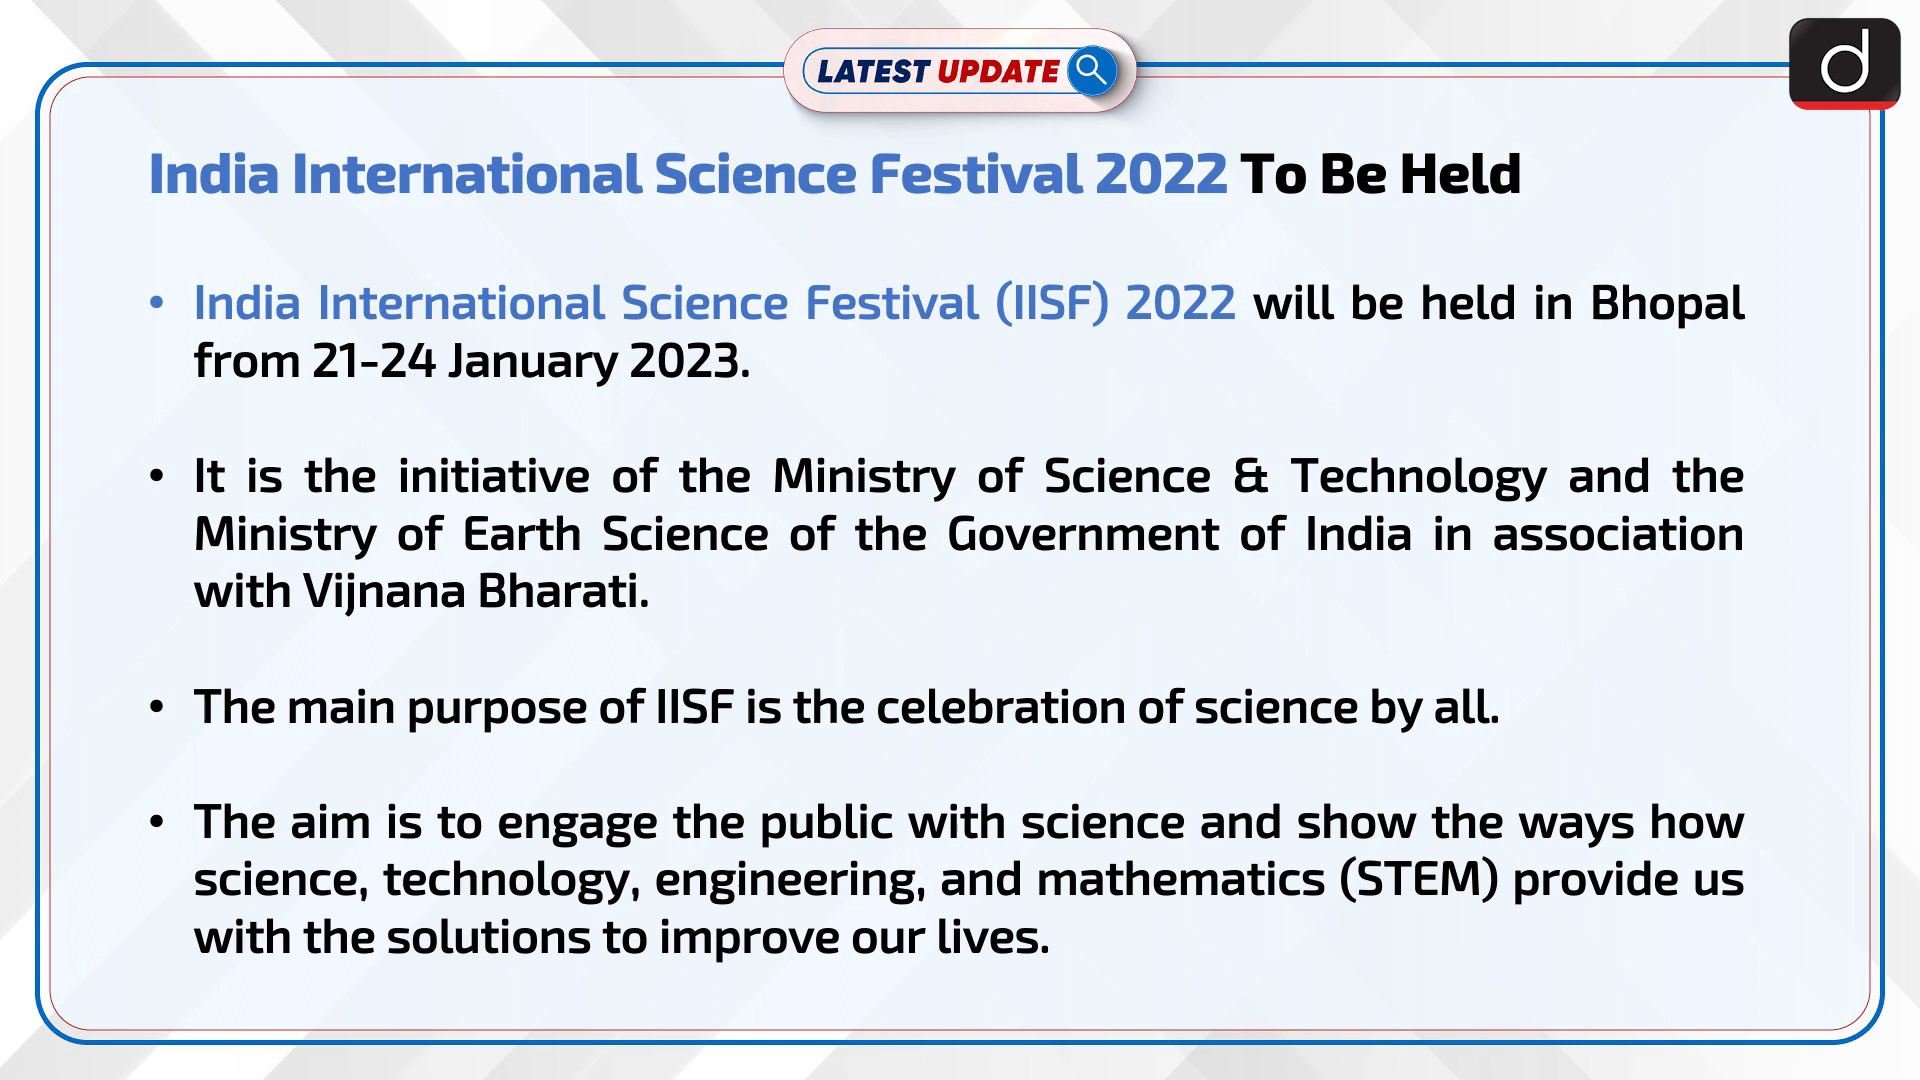 LATEST UPDATE
d
India International Science Festival 2022 To Be Held
• India International Science Festival (IISF) 2022 will be held in Bhopal
from 21-24 January 2023.
• It is the initiative of the Ministry of Science & Technology and the
Ministry of Earth Science of the Government of India in association
with Vijnana Bharati.
• The main purpose of IISF is the celebration of science by all.
• The aim is to engage the public with science and show the ways how
science, technology, engineering, and mathematics (STEM) provide us
with the solutions to improve our lives.